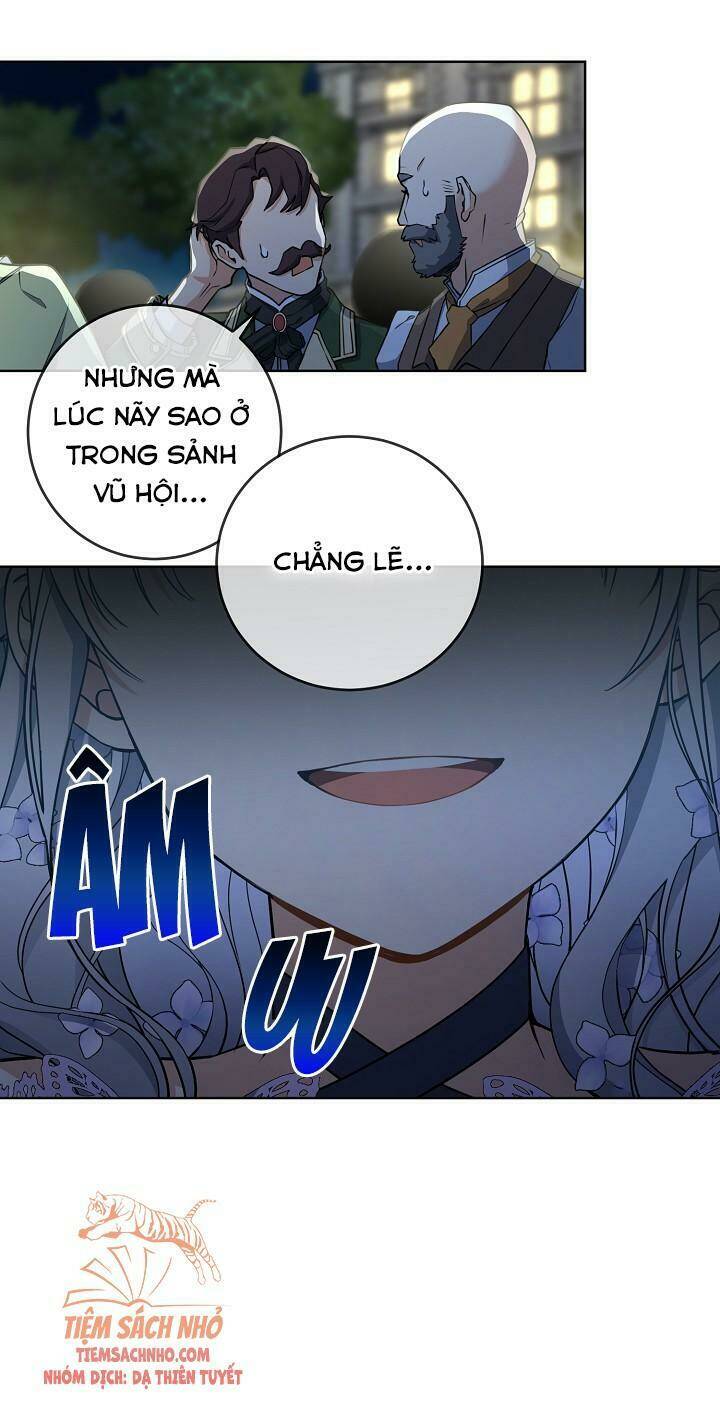 NHƯNG MÀ
LÚC NÃY SAO Ở
TRONG SẢNH
VŨ HỘI...
CHẲNG LẼ...
ÂM
Ư
TIỆM SÁCH NHỎ
TIEMSACHNHO.COM
NHÓM DỊCH: DẠ THIÊN TUYẾT